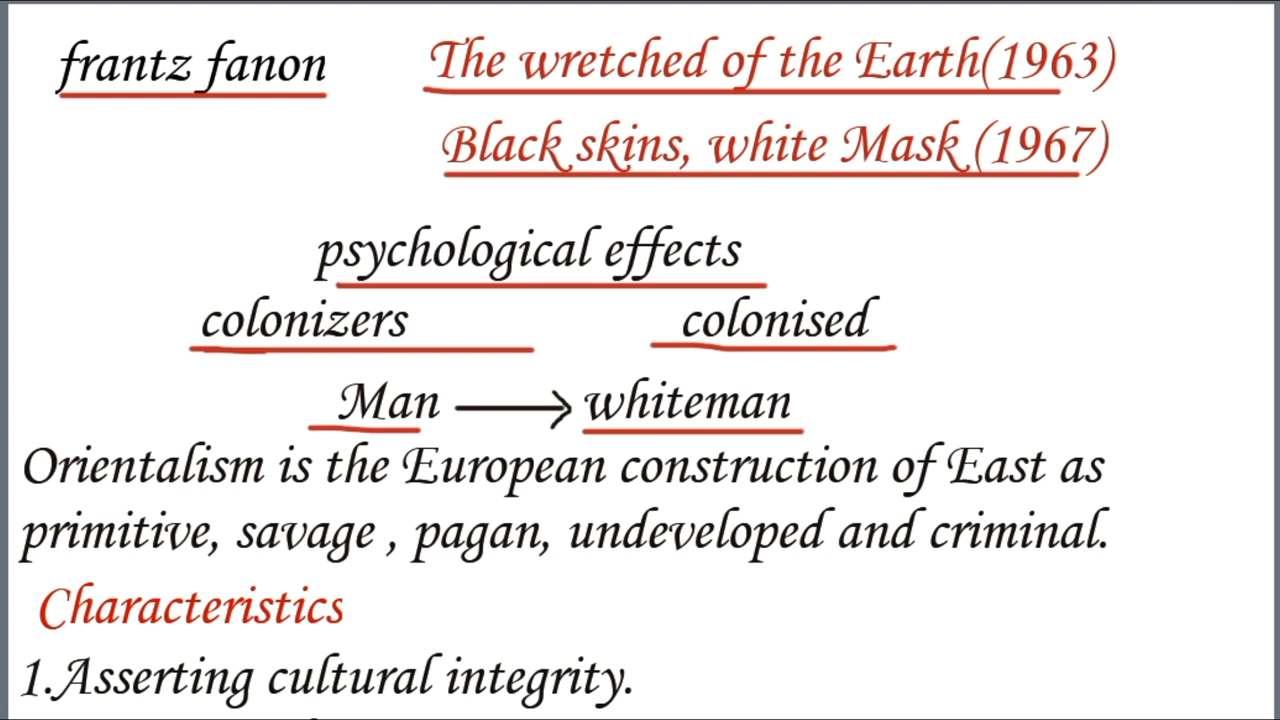 frantz fanon The wretched of the Earth(1963)
Black skins, white Mask (1967)
psychological effects
colonizers colonised
Man → whiteman
Orientalism is the European construction of East as
primitive, savage , pagan, undeveloped and criminal.
Characteristics
1.Asserting cultural integrity.